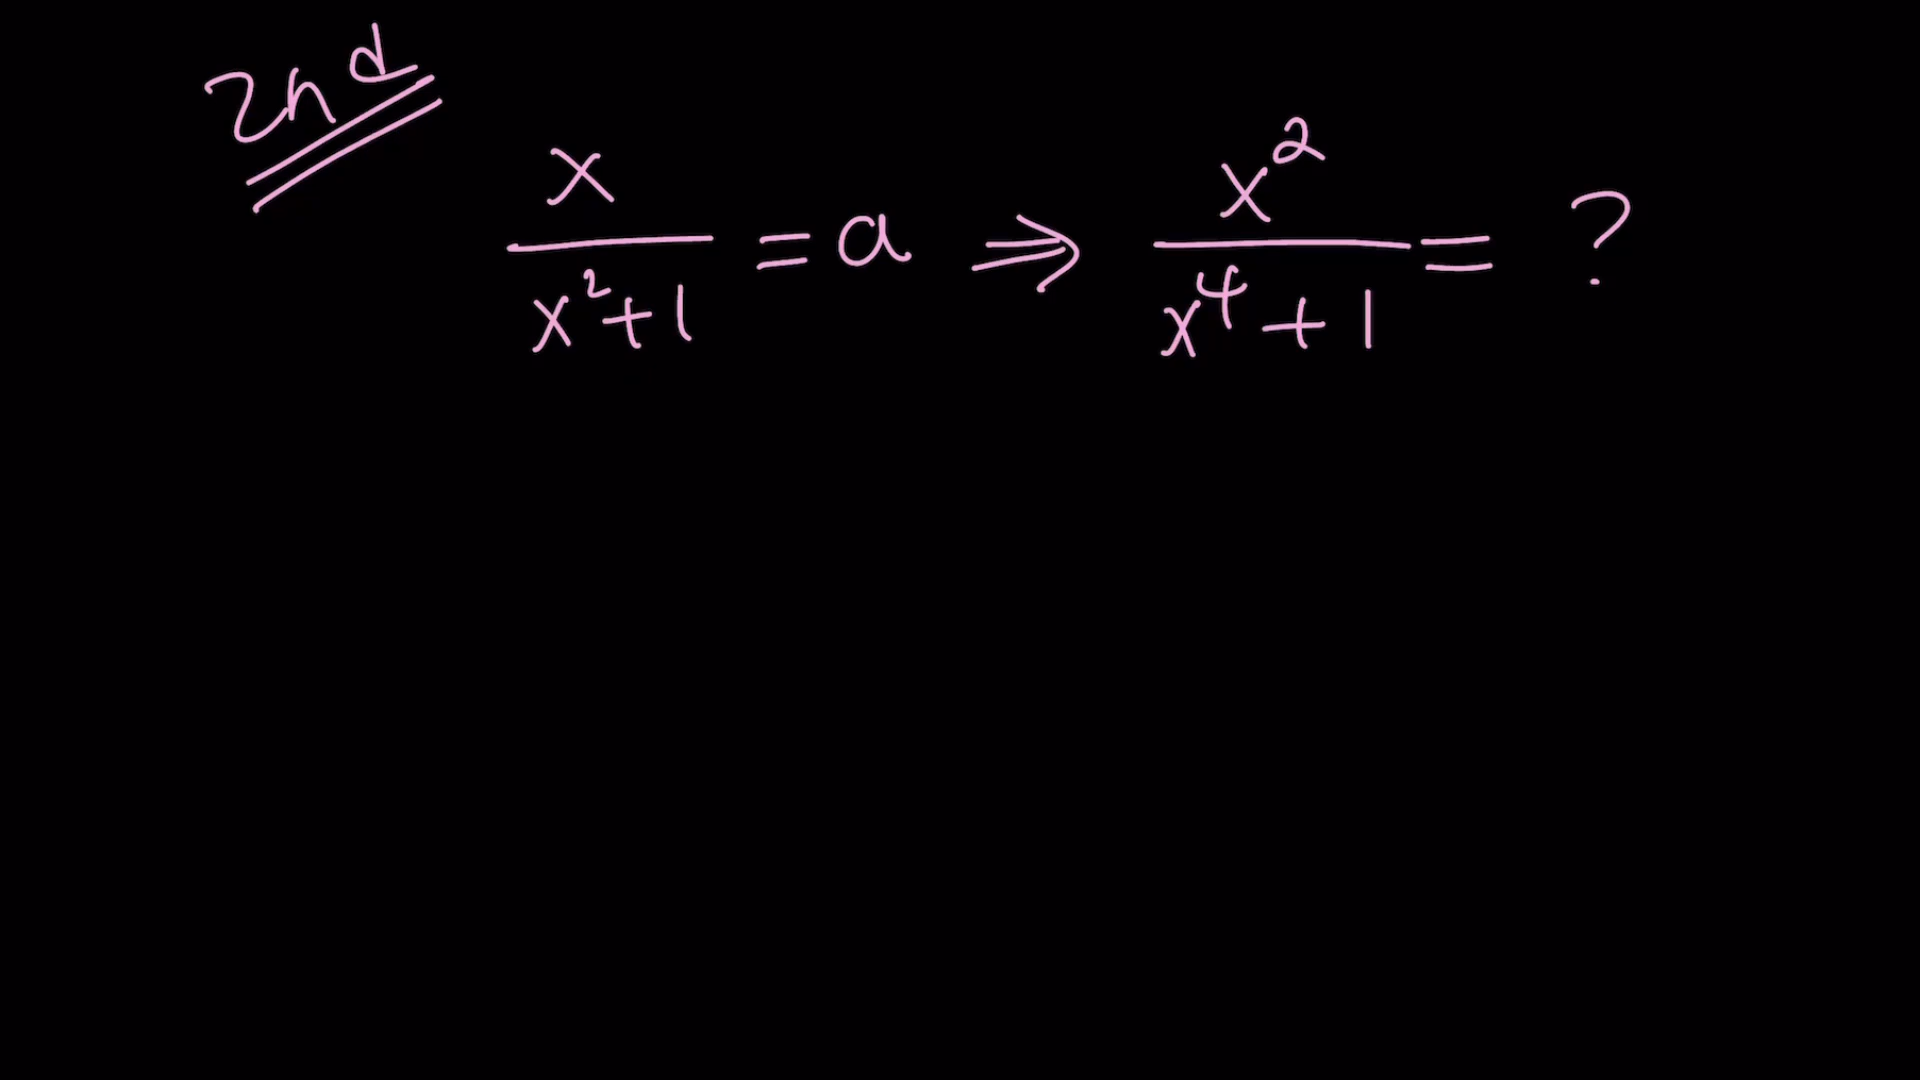 2nd
x/(x²+1) = a ⇒ x²/(x⁴+1) = ?